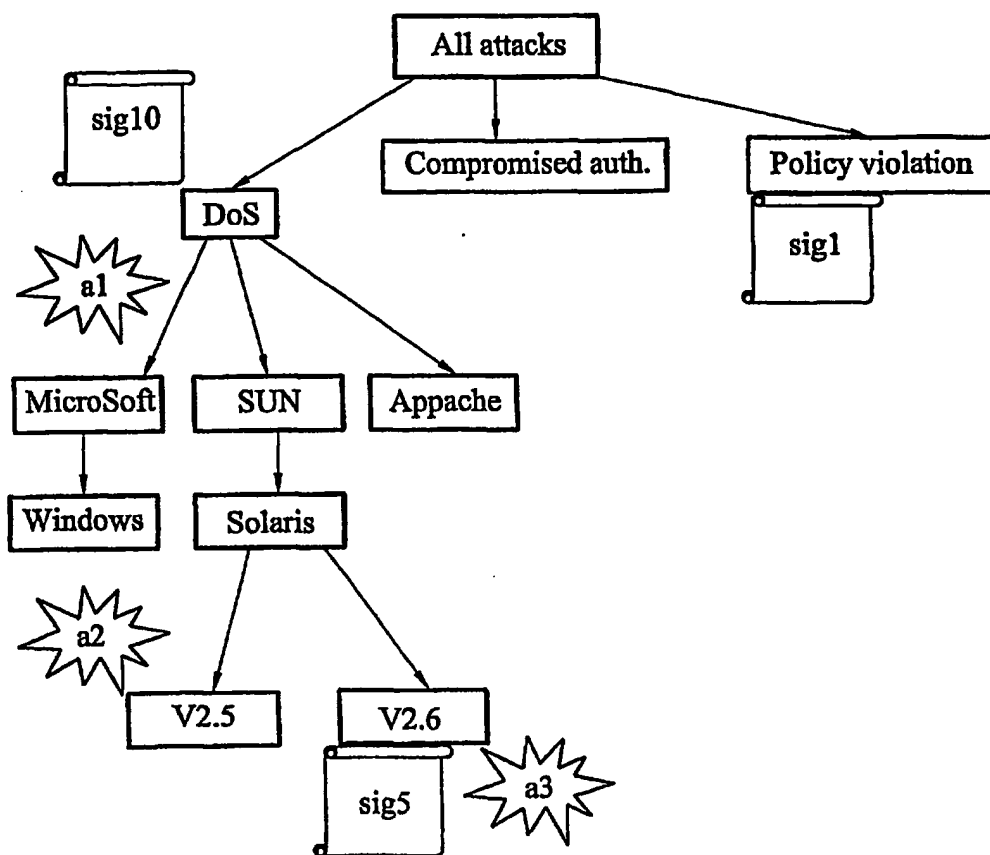 All attacks
sig10
Compromised auth.
Policy violation
DoS
sig1
a1
MicroSoft
SUN
Appache
Windows
Solaris
a2
V2.5
V2.6
sig5
a3